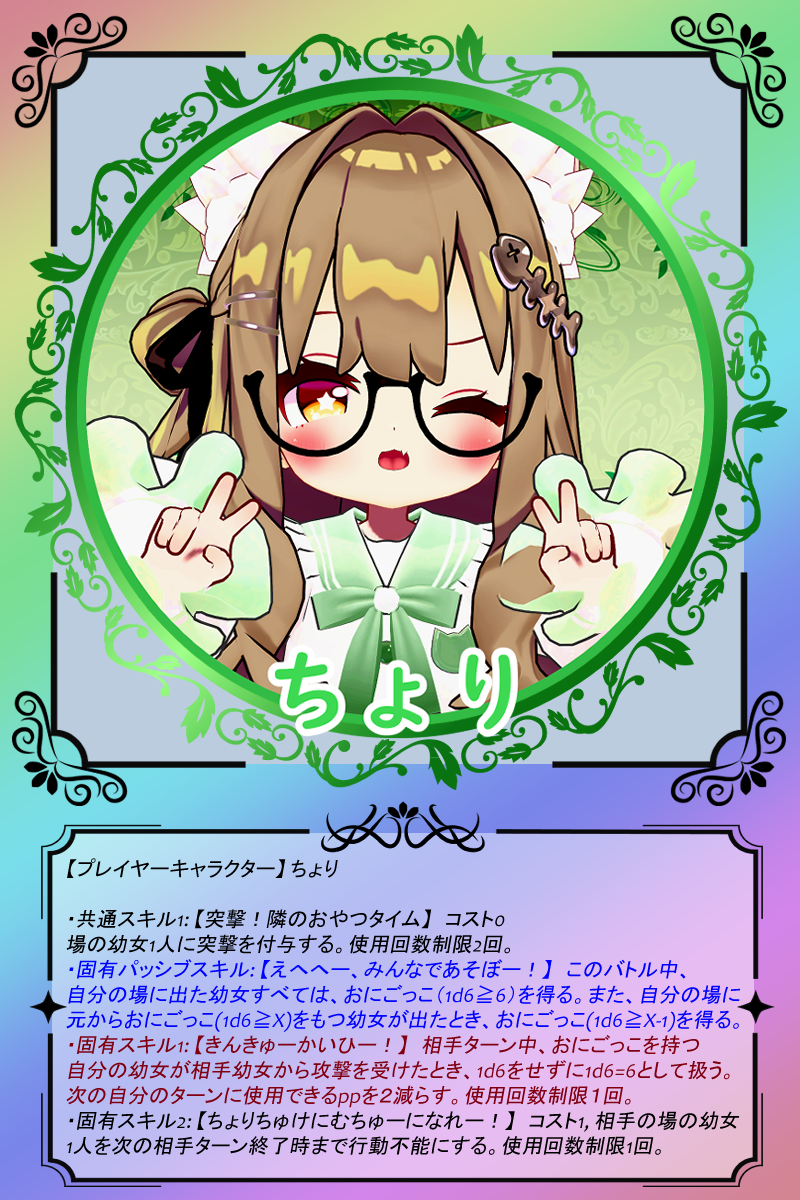 ちょり
【プレイヤーキャラクター】ちょり
・共通スキル1:【突撃！隣のおやつタイム】 コスト0
場の幼女1人に突撃を付与する。使用回数制限2回。
・固有パッシブスキル:【えへへー、みんなであそぼー！】 このバトル中、
自分の場に出た幼女すべては、おにごっこ（1d6≧6）を得る。また、自分の場に
元からおにごっこ(1d6≧X)をもつ幼女が出たとき、おにごっこ(1d6≧X-1)を得る。
・固有スキル1:【きんきゅーかいひー！】 相手ターン中、おにごっこを持つ
自分の幼女が相手幼女から攻撃を受けたとき、1d6をせずに1d6=6として扱う。
次の自分のターンに使用できるppを2減らす。使用回数制限１回。
・固有スキル2:【ちょりちゅけにむちゅーになれー！】 コスト1, 相手の場の幼女
1人を次の相手ターン終了時まで行動不能にする。使用回数制限1回。